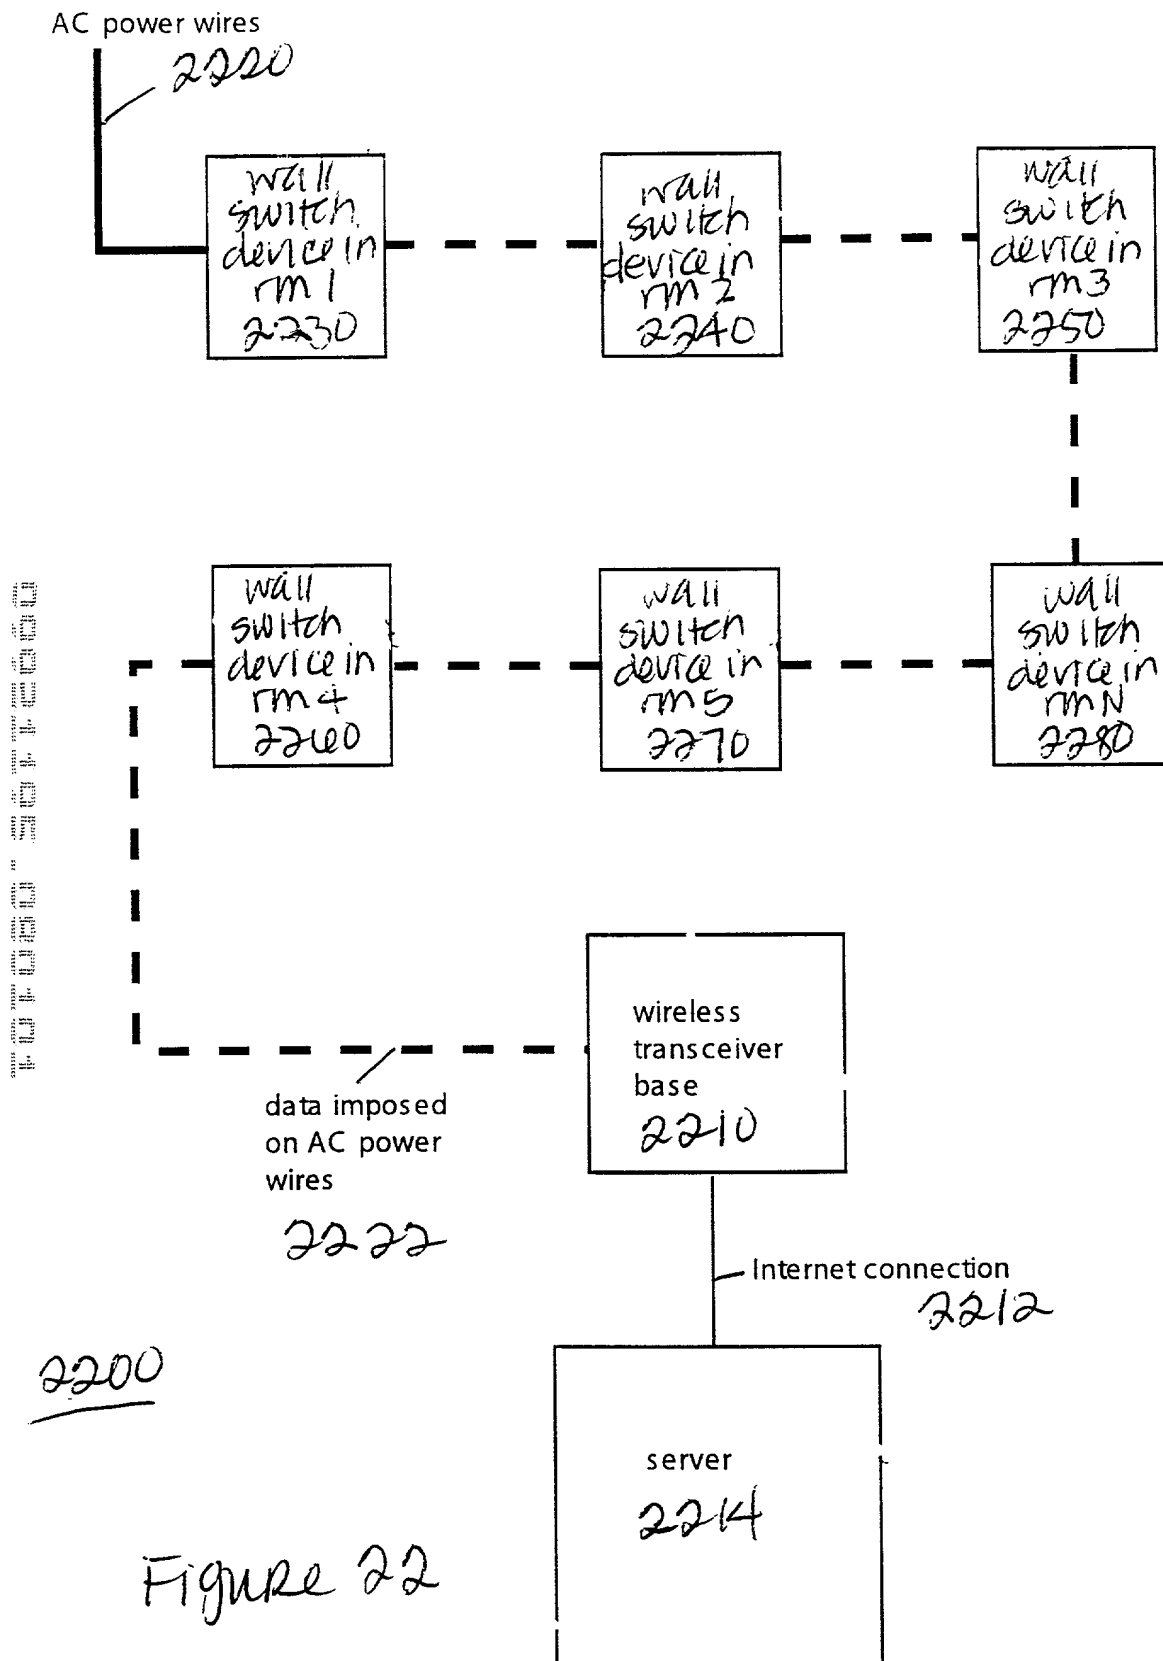 AC power wires
2220
wall
switch
device in
rm 1
2230
wall
switch
device in
rm 2
2240
wall
switch
device in
rm 3
2250
wall
switch
device in
rm 4
2260
wall
switch
device in
rm 5
2270
wall
switch
device in
rm N
2280
wireless
transceiver
base
2210
data imposed
on AC power
wires
2222
Internet connection
2212
2200
server
2214
Figure 22